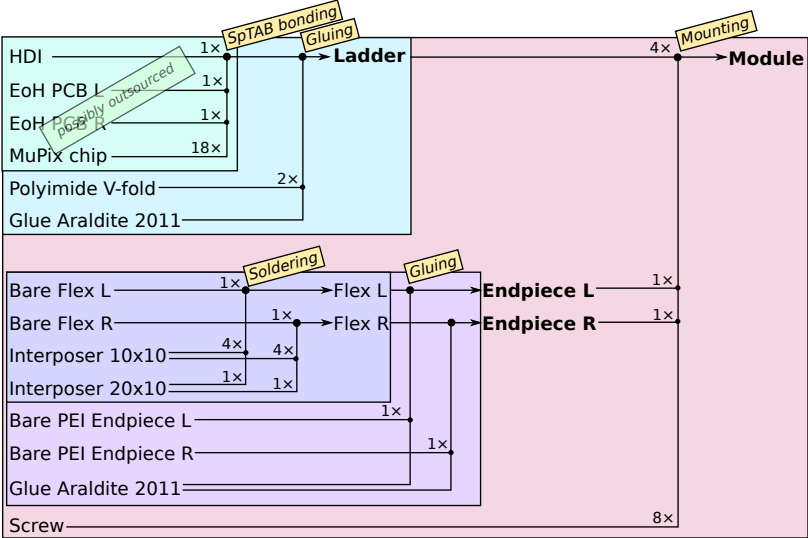 SpTAB bonding
Gluing
Mounting
HDI 1× Ladder 4× Module
EoH PCB L 1×
possibly outsourced
EoH PCB R 1×
MuPix chip 18×
Polyimide V-fold 2×
Glue Araldite 2011
Soldering
Gluing
Bare Flex L 1× Flex L Endpiece L 1×
Bare Flex R 1× Flex R Endpiece R 1×
Interposer 10x10 4× 4×
Interposer 20x10 1× 1×
Bare PEI Endpiece L 1×
Bare PEI Endpiece R 1×
Glue Araldite 2011
Screw 8×